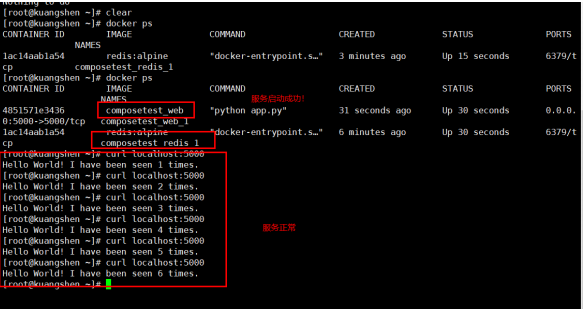 Nothing to do
[root@kuangshen ~]# clear
[root@kuangshen ~]# docker ps
CONTAINER ID IMAGE COMMAND CREATED STATUS PORTS
NAMES
1ac14aab1a54 redis:alpine "docker-entrypoint.s…" 3 minutes ago Up 15 seconds 6379/t
cp composetest_redis_1
[root@kuangshen ~]# docker ps
CONTAINER ID IMAGE COMMAND CREATED STATUS PORTS
NAMES 服务启动成功!
4851571e3436 composetest_web "python app.py" 31 seconds ago Up 30 seconds 0.0.0.
0:5000->5000/tcp composetest_web_1
1ac14aab1a54 redis:alpine "docker-entrypoint.s…" 6 minutes ago Up 30 seconds 6379/t
cp composetest_redis_1
[root@kuangshen ~]# curl localhost:5000
Hello World! I have been seen 1 times.
[root@kuangshen ~]# curl localhost:5000
Hello World! I have been seen 2 times.
[root@kuangshen ~]# curl localhost:5000
Hello World! I have been seen 3 times.
[root@kuangshen ~]# curl localhost:5000
Hello World! I have been seen 4 times. 服务正常
[root@kuangshen ~]# curl localhost:5000
Hello World! I have been seen 5 times.
[root@kuangshen ~]# curl localhost:5000
Hello World! I have been seen 6 times.
[root@kuangshen ~]#